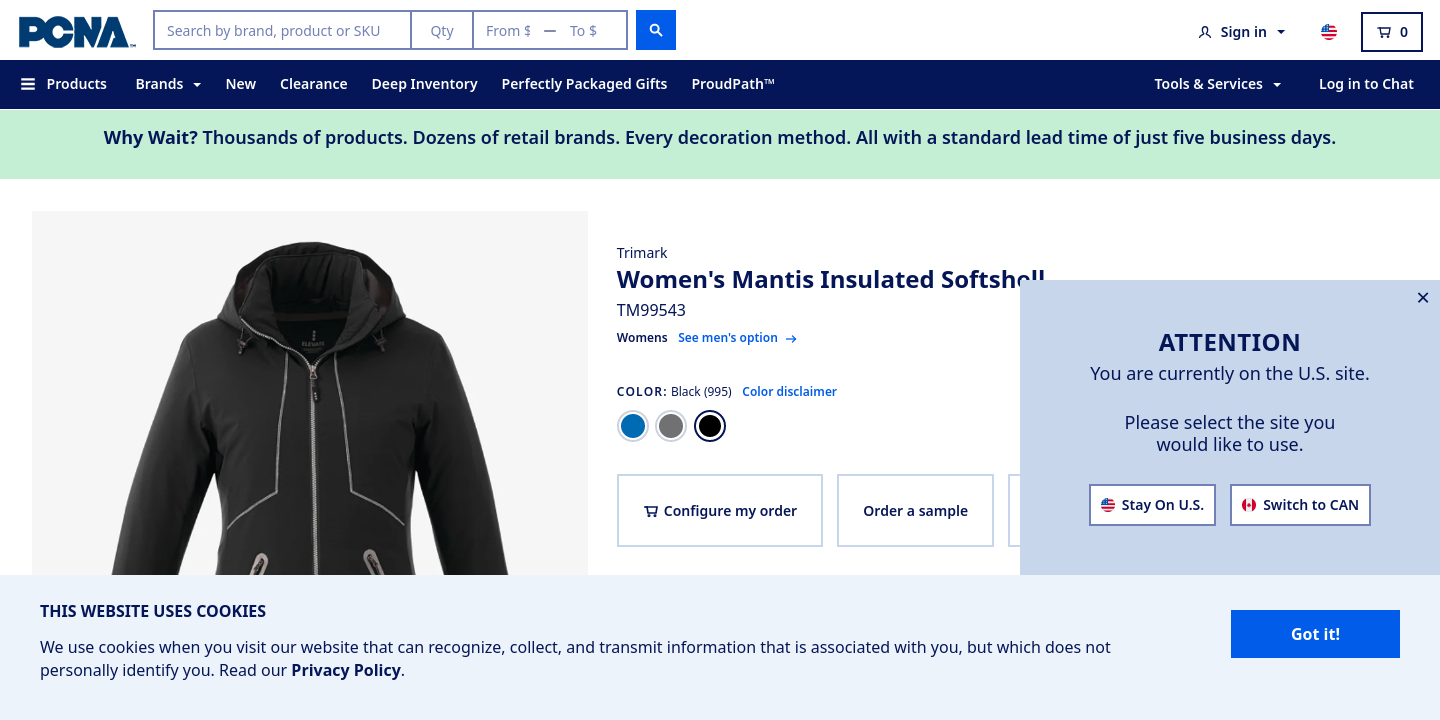 PCNA™
Search by brand, product or SKU
Qty
From $ — To $
Sign in
0
Products
Brands
New
Clearance
Deep Inventory
Perfectly Packaged Gifts
ProudPath™
Tools & Services
Log in to Chat
Why Wait? Thousands of products. Dozens of retail brands. Every decoration method. All with a standard lead time of just five business days.
Trimark
Women's Mantis Insulated Softshell
TM99543
Womens See men's option →
COLOR: Black (995) Color disclaimer
Configure my order
Order a sample
ELEVATE
ATTENTION
You are currently on the U.S. site.
Please select the site you
would like to use.
Stay On U.S.
Switch to CAN
THIS WEBSITE USES COOKIES
We use cookies when you visit our website that can recognize, collect, and transmit information that is associated with you, but which does not
personally identify you. Read our Privacy Policy.
Got it!